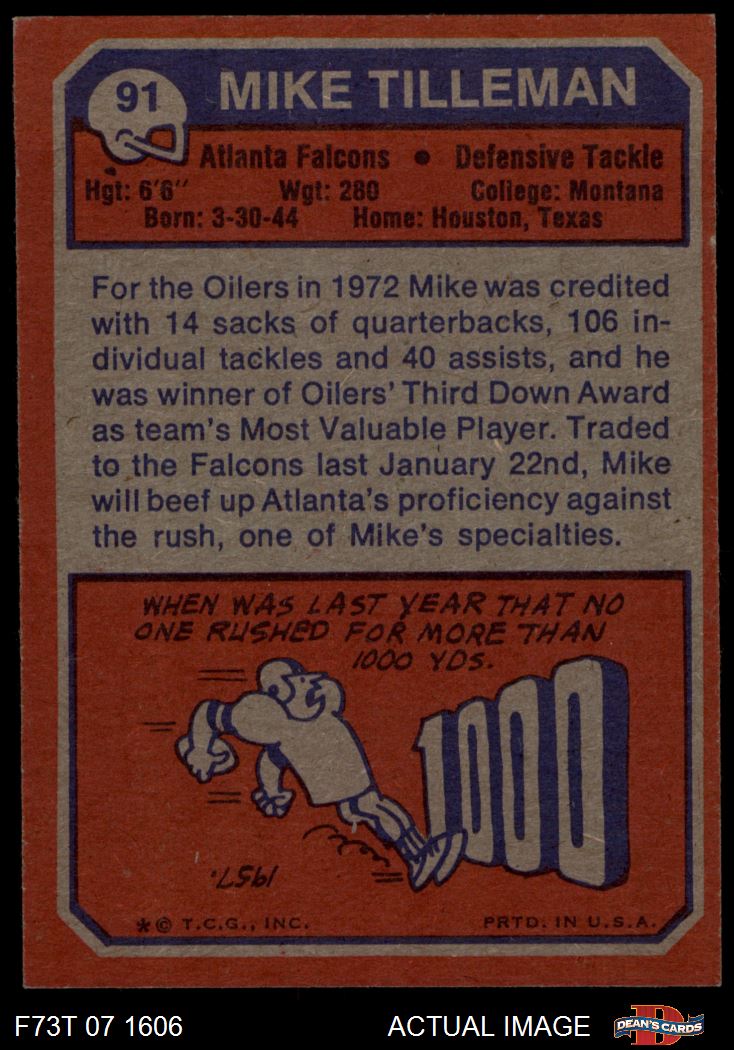 91
MIKE TILLEMAN
Atlanta Falcons • Defensive Tackle
Hgt: 6'6" Wgt: 280 College: Montana
Born: 3-30-44 Home: Houston, Texas
For the Oilers in 1972 Mike was credited
with 14 sacks of quarterbacks, 106 in-
dividual tackles and 40 assists, and he
was winner of Oilers' Third Down Award
as team's Most Valuable Player. Traded
to the Falcons last January 22nd, Mike
will beef up Atlanta's proficiency against
the rush, one of Mike's specialties.
WHEN WAS LAST YEAR THAT NO
ONE RUSHED FOR MORE THAN
1000 YDS.
1000
1957.
* © T.C.G., INC. PRTD. IN U.S.A.
F73T 07 1606 ACTUAL IMAGE D DEAN'S CARDS